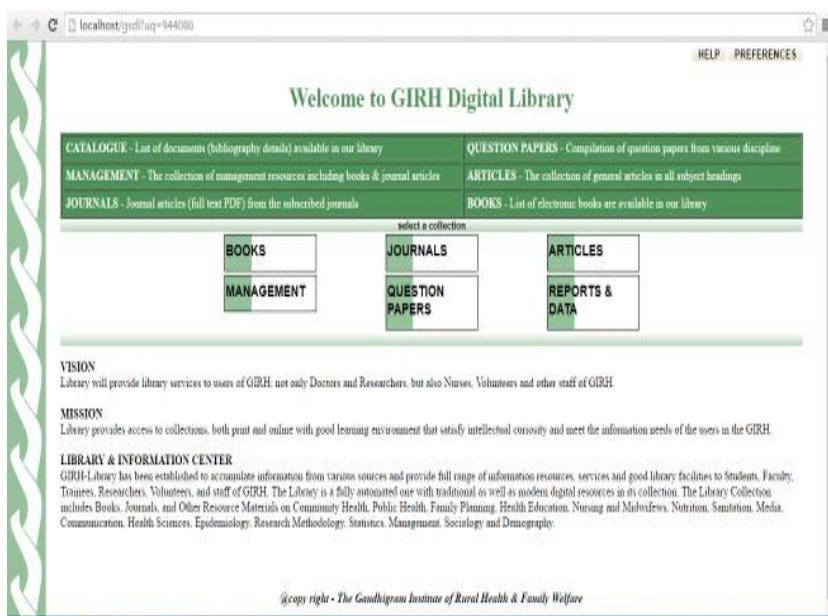 localhost/gsdl?uq=944086
HELP PREFERENCES
Welcome to GIRH Digital Library
CATALOGUE - List of documents (bibliography details) available in our library
QUESTION PAPERS - Compilation of question papers from various discipline
MANAGEMENT - The collection of management resources including books & journal articles
ARTICLES - The collection of general articles in all subject headings
JOURNALS - Journal articles (full text PDF) from the subscribed journals
BOOKS - List of electronic books are available in our library
select a collection
BOOKS
JOURNALS
ARTICLES
MANAGEMENT
QUESTION
PAPERS
REPORTS &
DATA
VISION
Library will provide library services to users of GIRH, not only Doctors and Researchers, but also Nurses, Volunteers and other staff of GIRH.
MISSION
Library provides access to collections, both print and online with good learning environment that satisfy intellectual curiosity and meet the information needs of the users in the GIRH.
LIBRARY & INFORMATION CENTER
GIRH-Library has been established to accumulate information from various sources and provide full range of information resources, services and good library facilities to Students, Faculty,
Trainees, Researchers, Volunteers, and staff of GIRH. The Library is a fully automated one with traditional as well as modern digital resources in its collection. The Library Collection
includes Books, Journals, and Other Resource Materials on Community Health, Public Health, Family Planning, Health Education, Nursing and Midwifery, Nutrition, Sanitation, Media,
Communication, Health Sciences, Epidemiology, Research Methodology, Statistics, Management, Sociology and Demography.
@copy right - The Gandhigram Institute of Rural Health & Family Welfare